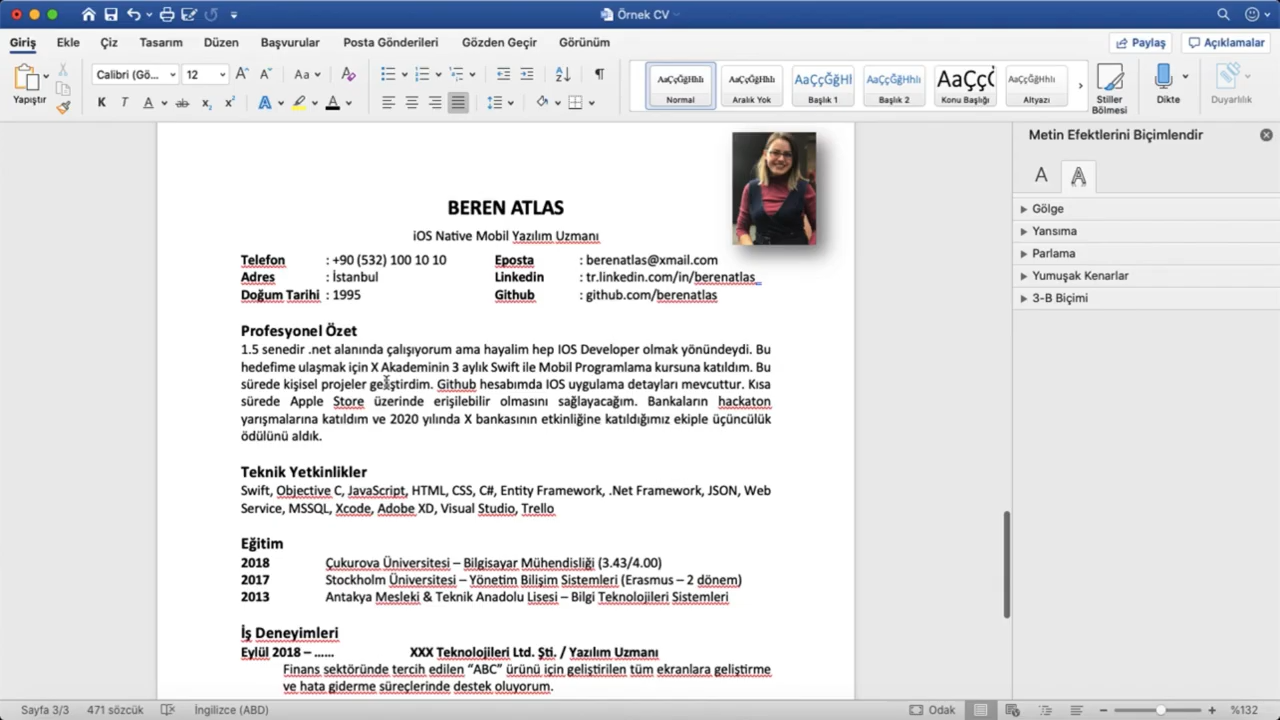 Örnek CV
Giriş Ekle Çiz Tasarım Düzen Başvurular Posta Gönderileri Gözden Geçir Görünüm Paylaş Açıklamalar
Yapıştır
Calibri (Gö... 12
AaÇçĞğHhIı Normal
AaÇçĞğHhIı Aralık Yok
AaÇçĞğHI Başlık 1
AaÇçĞğHhIı Başlık 2
AaÇçĞ Konu Başlığı
AaÇçĞğHhIı Altyazı
Stiller Bölmesi
Dikte
Duyarlılık
Metin Efektlerini Biçimlendir
Gölge
Yansıma
Parlama
Yumuşak Kenarlar
3-B Biçimi
BEREN ATLAS
iOS Native Mobil Yazılım Uzmanı
Telefon : +90 (532) 100 10 10 Eposta : berenatlas@xmail.com
Adres : İstanbul Linkedin : tr.linkedin.com/in/berenatlas
Doğum Tarihi : 1995 Github : github.com/berenatlas
Profesyonel Özet
1.5 senedir .net alanında çalışıyorum ama hayalim hep IOS Developer olmak yönündeydi. Bu
hedefime ulaşmak için X Akademinin 3 aylık Swift ile Mobil Programlama kursuna katıldım. Bu
sürede kişisel projeler geliştirdim. Github hesabımda IOS uygulama detayları mevcuttur. Kısa
sürede Apple Store üzerinde erişilebilir olmasını sağlayacağım. Bankaların hackaton
yarışmalarına katıldım ve 2020 yılında X bankasının etkinliğine katıldığımız ekiple üçüncülük
ödülünü aldık.
Teknik Yetkinlikler
Swift, Objective C, JavaScript, HTML, CSS, C#, Entity Framework, .Net Framework, JSON, Web
Service, MSSQL, Xcode, Adobe XD, Visual Studio, Trello
Eğitim
2018 Çukurova Üniversitesi – Bilgisayar Mühendisliği (3.43/4.00)
2017 Stockholm Üniversitesi – Yönetim Bilişim Sistemleri (Erasmus – 2 dönem)
2013 Antakya Mesleki & Teknik Anadolu Lisesi – Bilgi Teknolojileri Sistemleri
İş Deneyimleri
Eylül 2018 – ...... XXX Teknolojileri Ltd. Şti. / Yazılım Uzmanı
Finans sektöründe tercih edilen “ABC” ürünü için geliştirilen tüm ekranlara geliştirme
ve hata giderme süreçlerinde destek oluyorum.
Sayfa 3/3 471 sözcük İngilizce (ABD) Odak %132